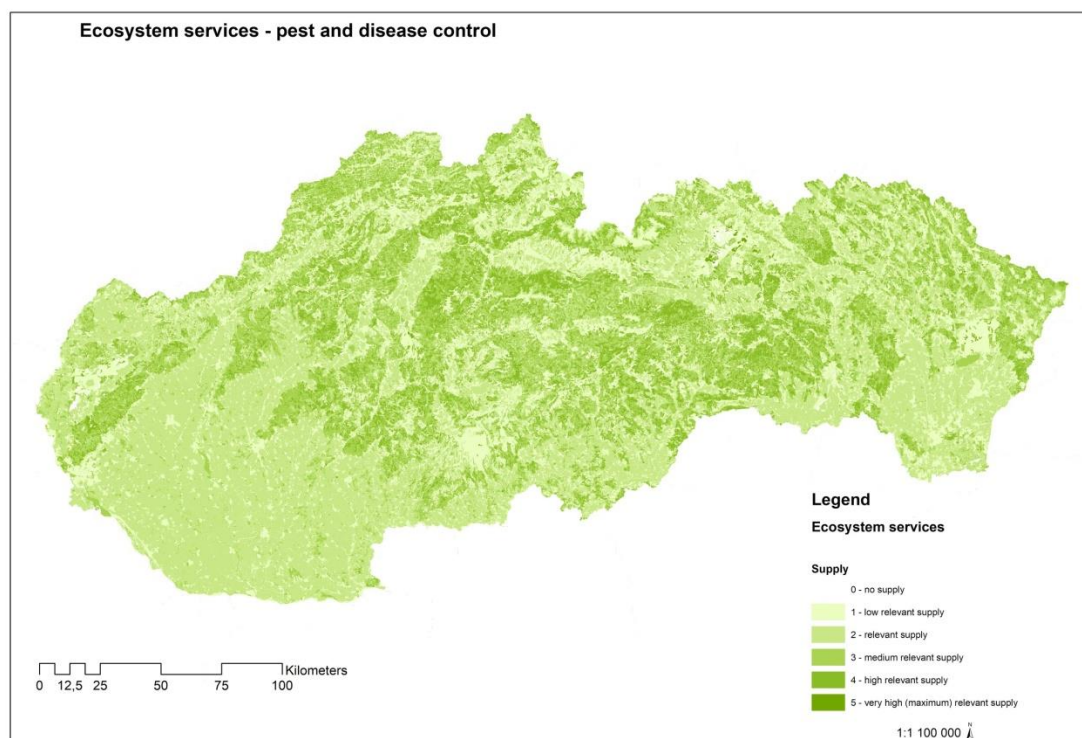 Ecosystem services - pest and disease control
Legend
Ecosystem services
Supply
0 - no supply
1 - low relevant supply
2 - relevant supply
3 - medium relevant supply
4 - high relevant supply
5 - very high (maximum) relevant supply
Kilometers
0 12,5 25 50 75 100
1:1 100 000
N